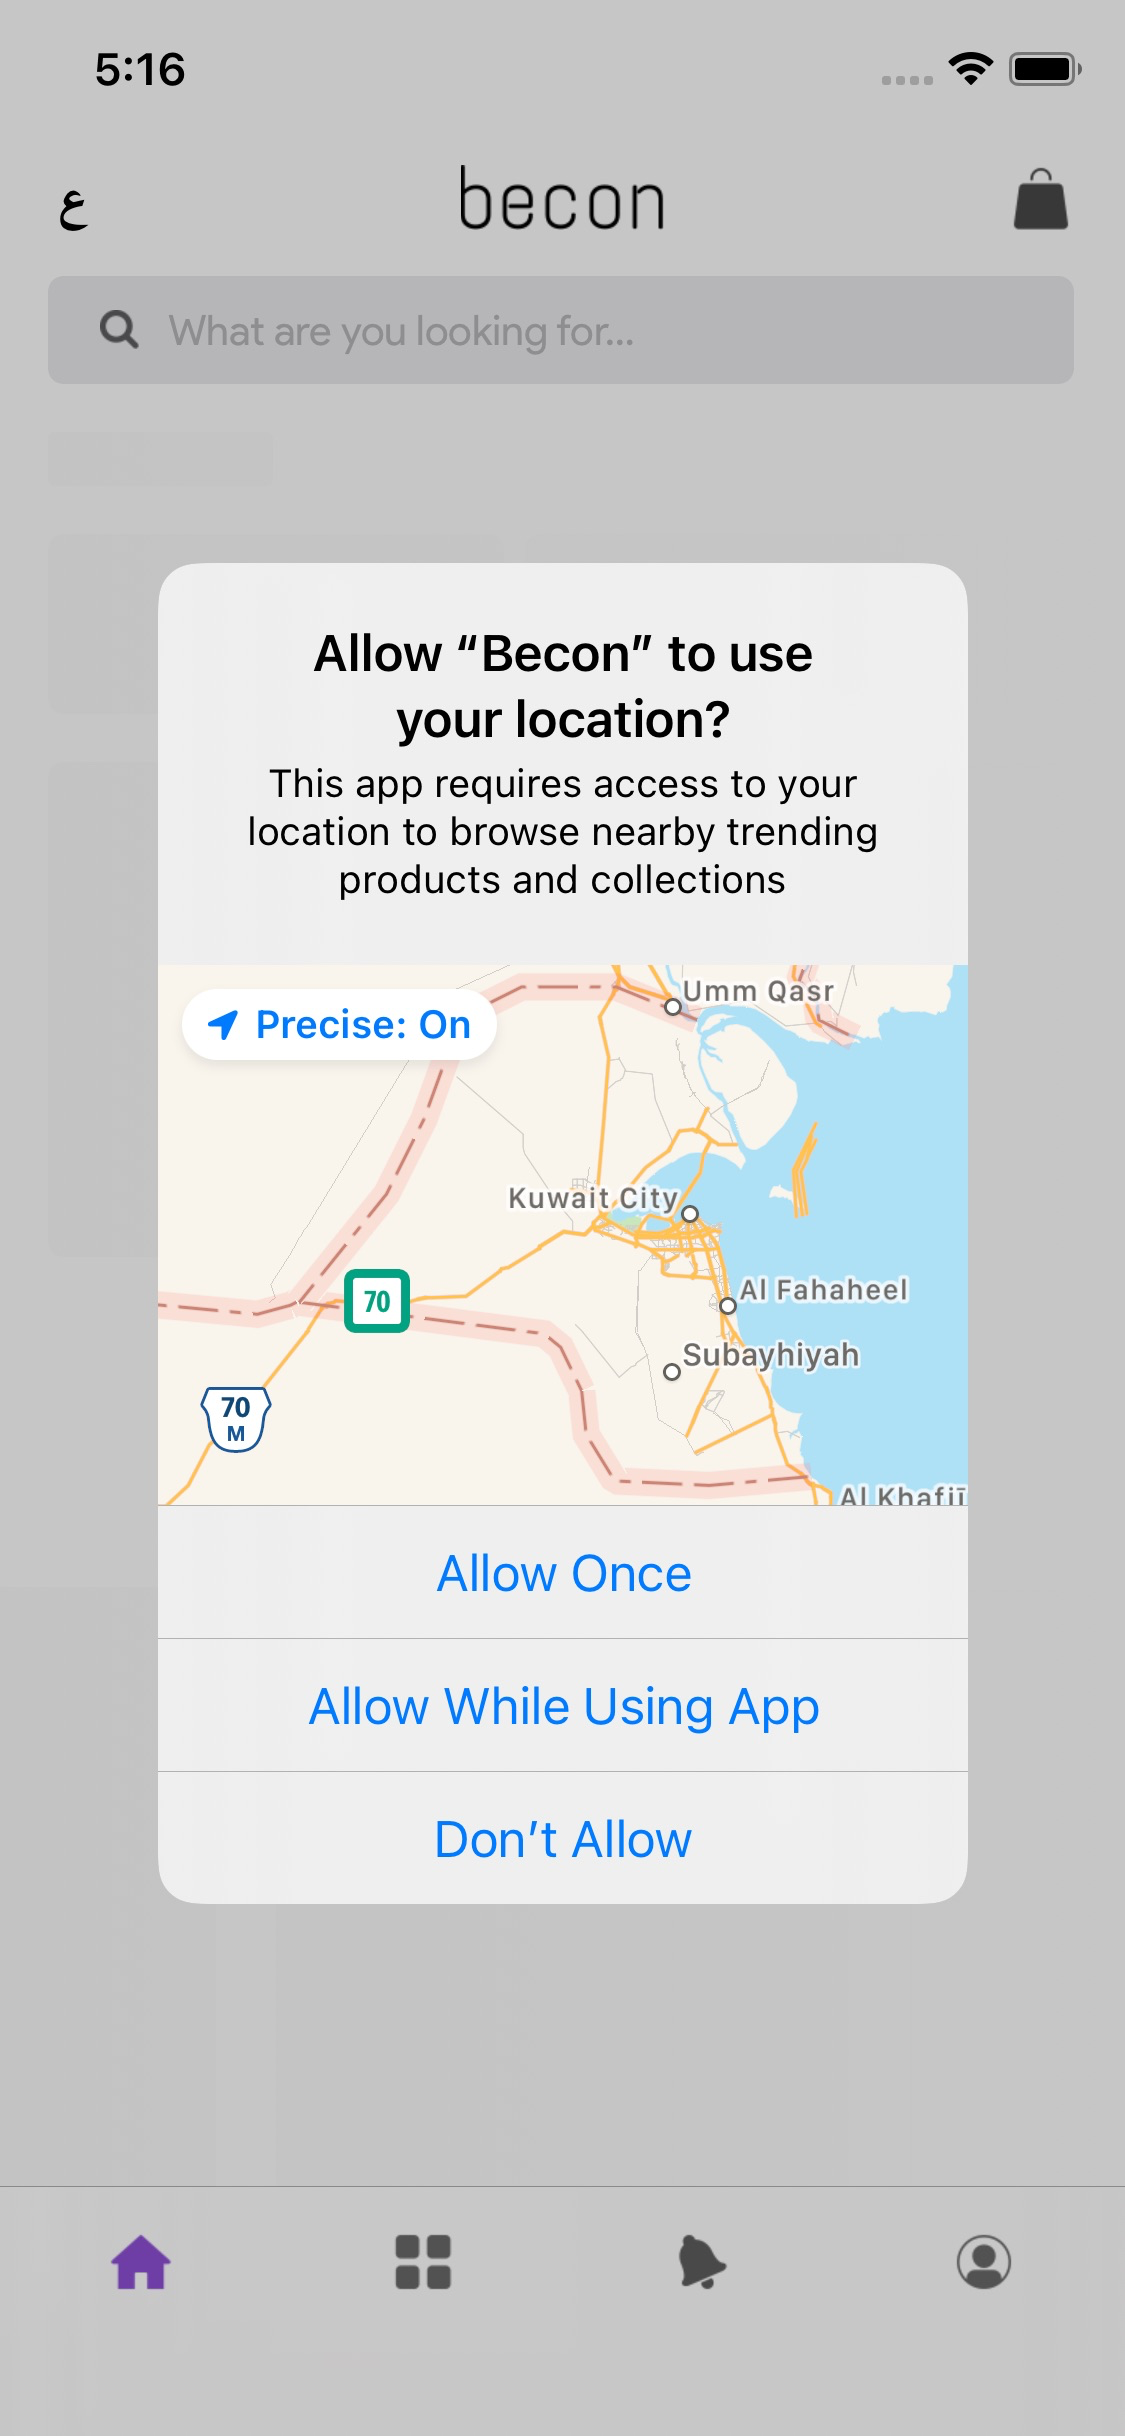 5:16
ع
becon
What are you looking for...
Allow “Becon” to use
your location?
This app requires access to your
location to browse nearby trending
products and collections
Precise: On
Umm Qasr
Kuwait City
Al Fahaheel
70
Subayhiyah
70
M
Al Khafjī
Allow Once
Allow While Using App
Don’t Allow